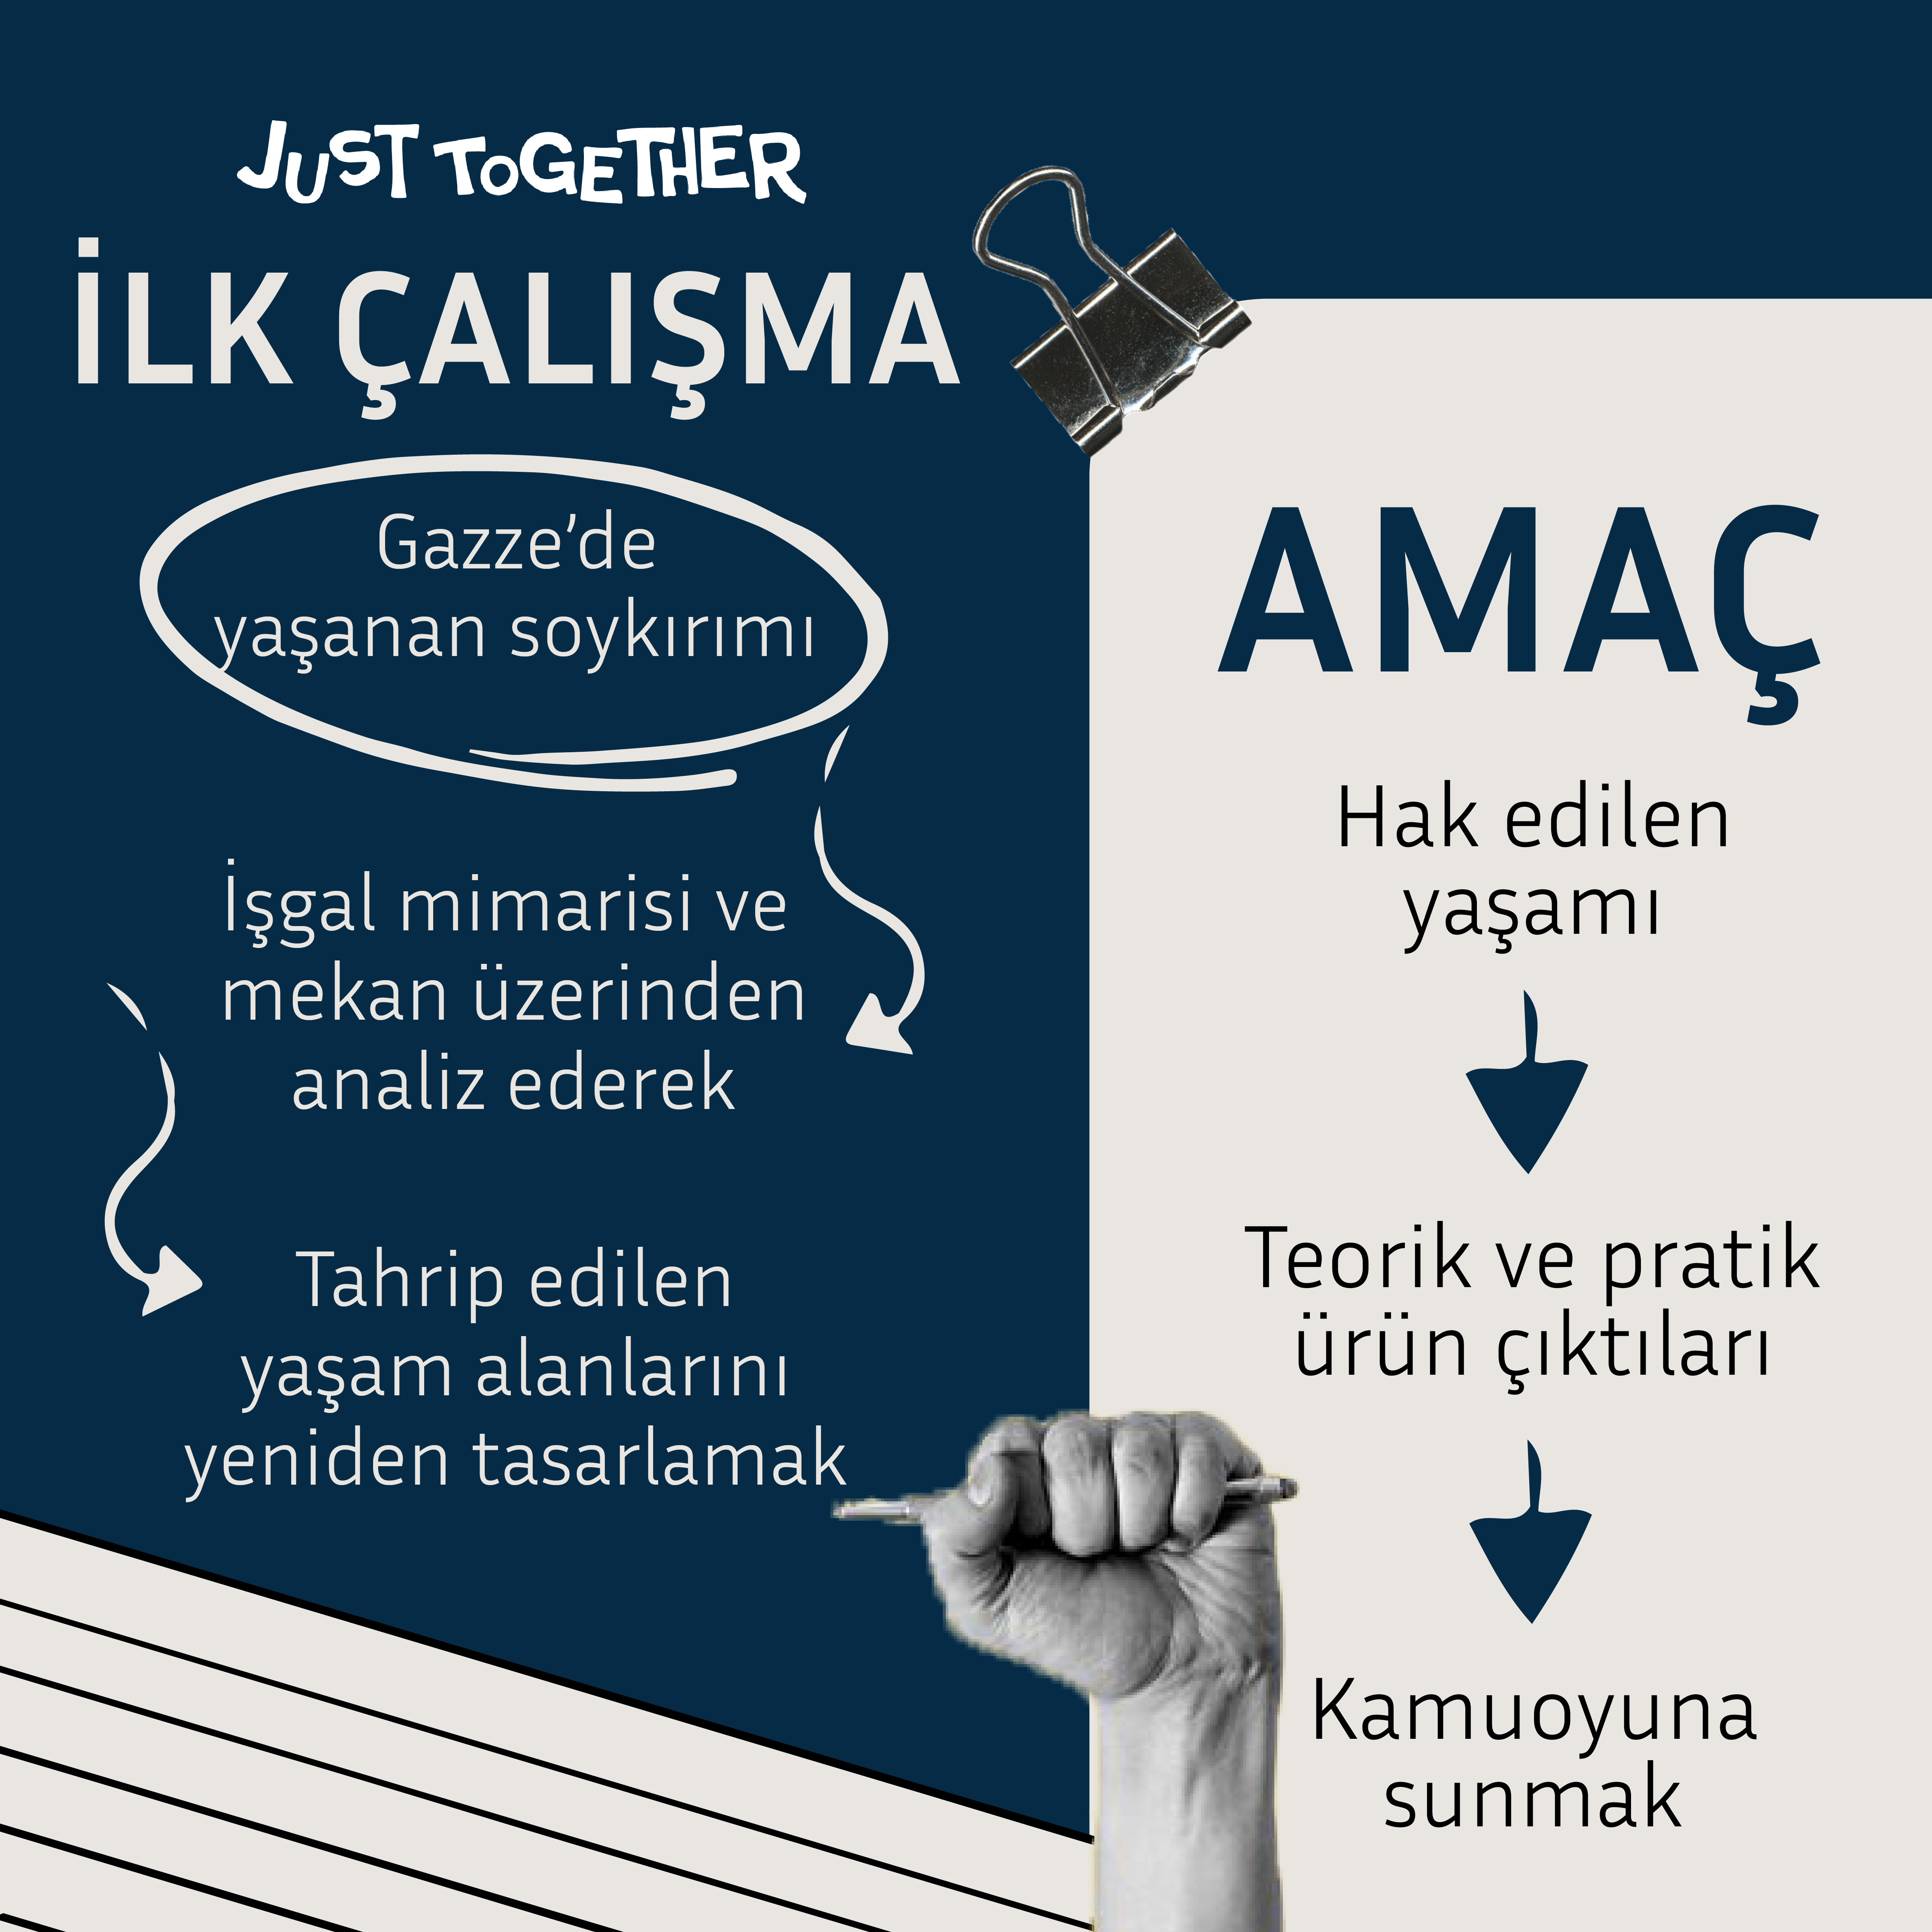 JUST TOGETHER
İLK ÇALIŞMA
Gazze’de
yaşanan soykırımı
İşgal mimarisi ve
mekan üzerinden
analiz ederek
Tahrip edilen
yaşam alanlarını
yeniden tasarlamak
AMAÇ
Hak edilen
yaşamı
Teorik ve pratik
ürün çıktıları
Kamuoyuna
sunmak